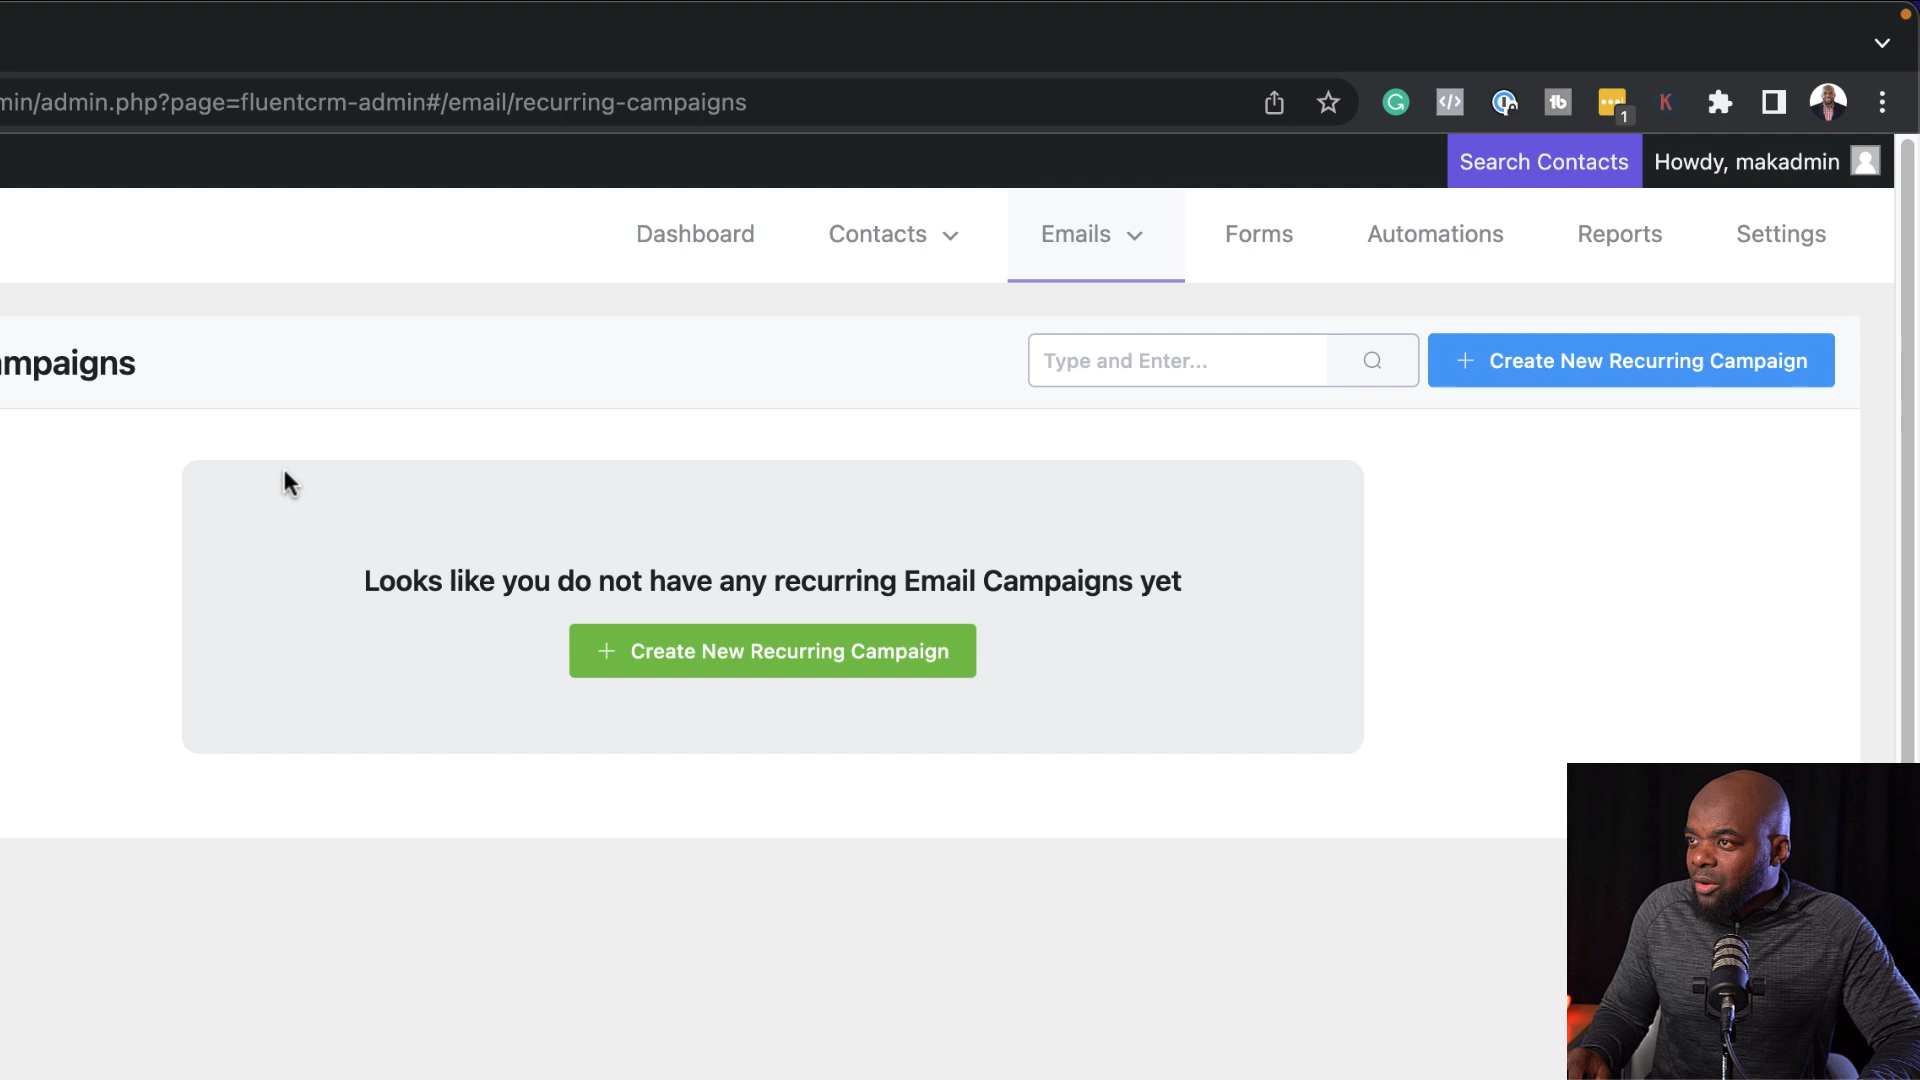 min/admin.php?page=fluentcrm-admin#/email/recurring-campaigns
1
Search Contacts
Howdy, makadmin
Dashboard
Contacts
Emails
Forms
Automations
Reports
Settings
ampaigns
Type and Enter...
+ Create New Recurring Campaign
Looks like you do not have any recurring Email Campaigns yet
+ Create New Recurring Campaign